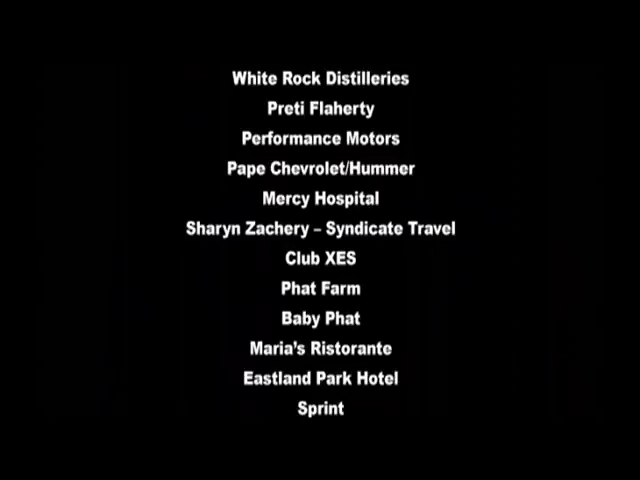 White Rock Distilleries
Preti Flaherty
Performance Motors
Pape Chevrolet/Hummer
Mercy Hospital
Sharyn Zachery – Syndicate Travel
Club XES
Phat Farm
Baby Phat
Maria's Ristorante
Eastland Park Hotel
Sprint